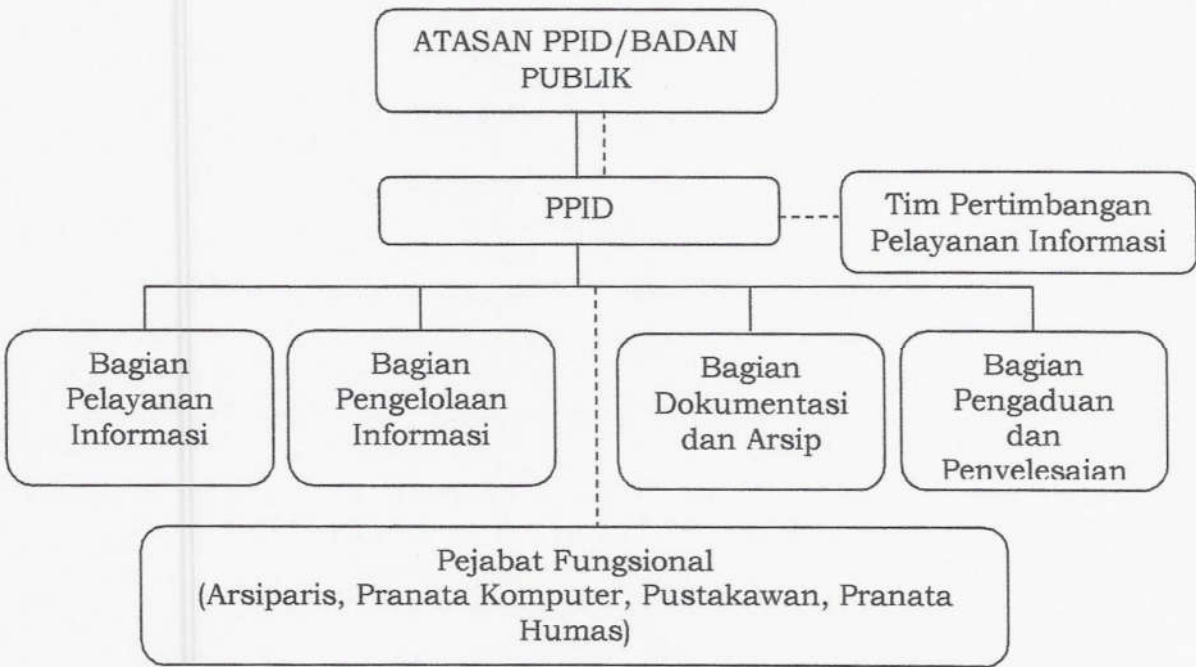 ATASAN PPID/BADAN
PUBLIK
PPID
Tim Pertimbangan
Pelayanan Informasi
Bagian
Pelayanan
Informasi
Bagian
Pengelolaan
Informasi
Bagian
Dokumentasi
dan Arsip
Bagian
Pengaduan
dan
Penyelesaian
Pejabat Fungsional
(Arsiparis, Pranata Komputer, Pustakawan, Pranata
Humas)